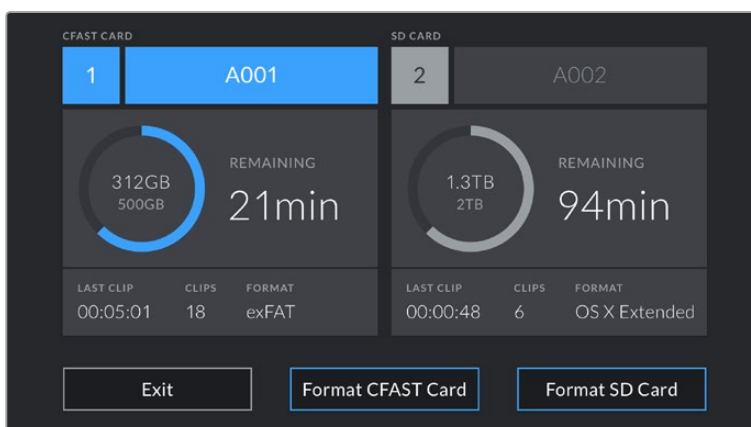 CFAST CARD
1 A001
312GB
500GB
REMAINING
21min
LAST CLIP CLIPS FORMAT
00:05:01 18 exFAT
SD CARD
2 A002
1.3TB
2TB
REMAINING
94min
LAST CLIP CLIPS FORMAT
00:00:48 6 OS X Extended
Exit Format CFAST Card Format SD Card